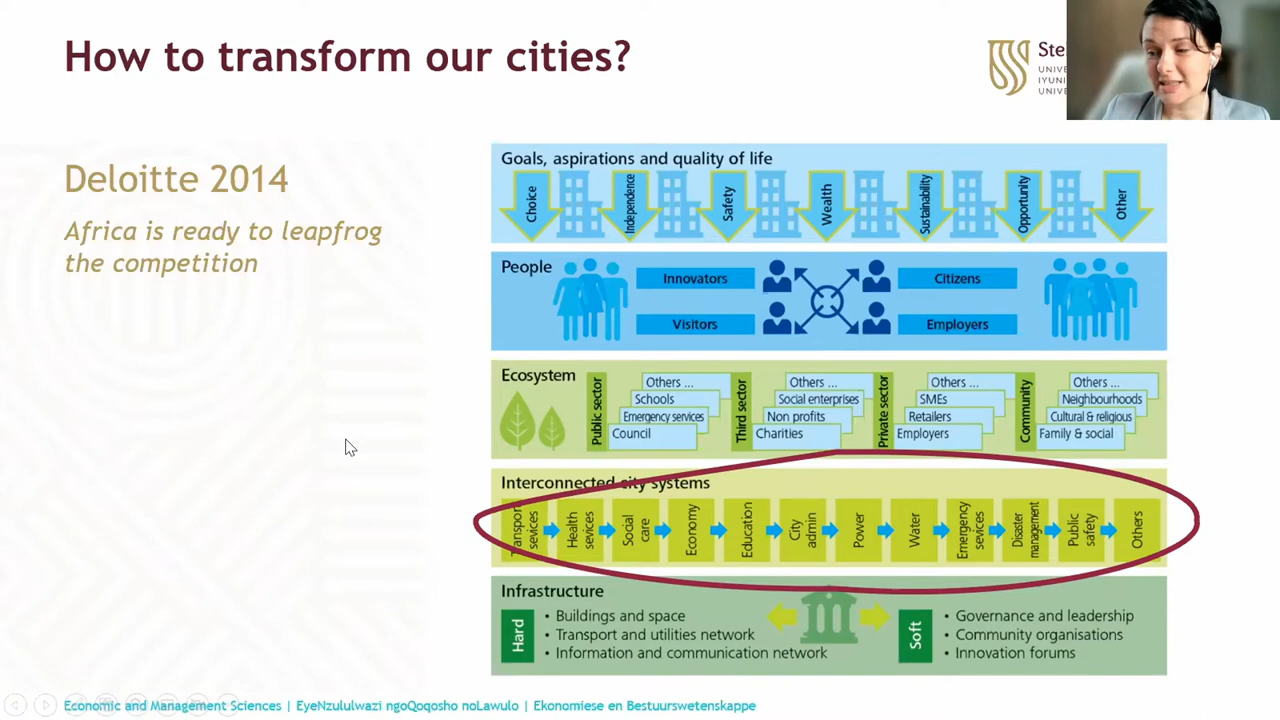 How to transform our cities?
Deloitte 2014
Africa is ready to leapfrog
the competition
Goals, aspirations and quality of life
Choice
Independence
Safety
Wealth
Sustainability
Opportunity
Other
People
Innovators
Citizens
Visitors
Employers
Ecosystem
Public sector
Others ...
Schools
Emergency services
Council
Third sector
Others ...
Social enterprises
Non profits
Charities
Private sector
Others ...
SMEs
Retailers
Employers
Community
Others ...
Neighbourhoods
Cultural & religious
Family & social
Interconnected city systems
Transport
sevices
Health
sevices
Social
care
Economy
Education
City
admin
Power
Water
Emergency
sevices
Disaster
management
Public
safety
Others
Infrastructure
Hard
• Buildings and space
• Transport and utilities network
• Information and communication network
Soft
• Governance and leadership
• Community organisations
• Innovation forums
Economic and Management Sciences | EyeNzululwazi ngoQoqosho noLawulo | Ekonomiese en Bestuurswetenskappe